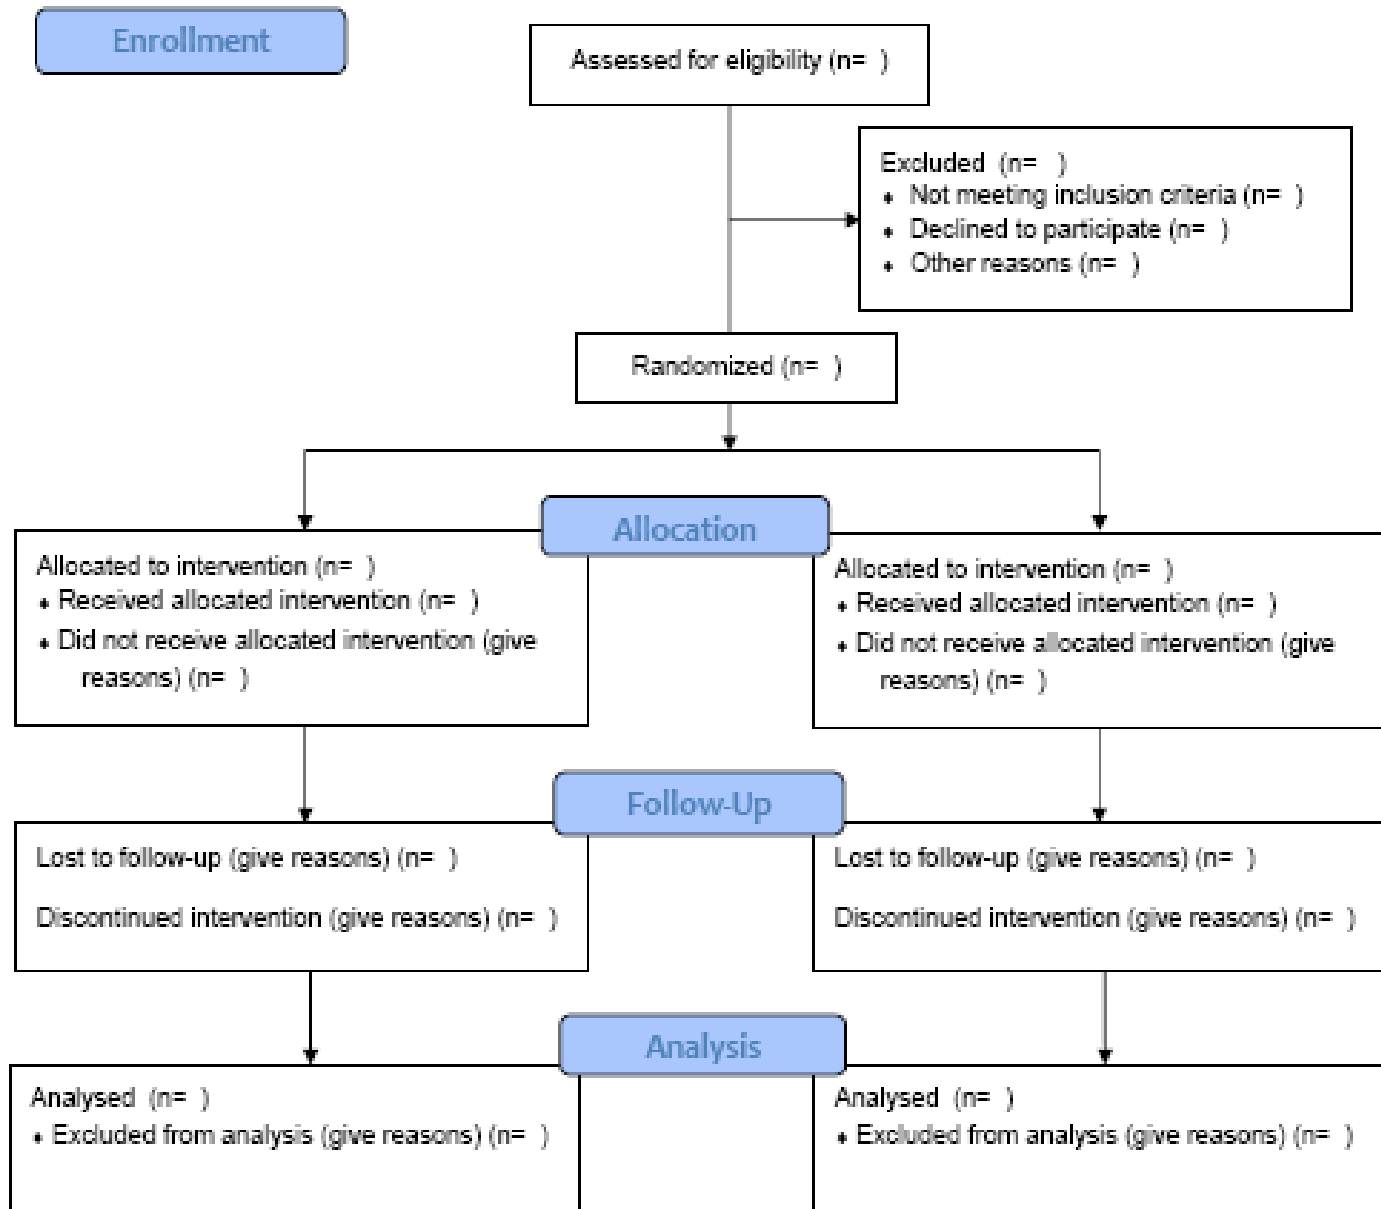 Enrollment
Assessed for eligibility (n=  )
Excluded  (n=   )
♦ Not meeting inclusion criteria (n=  )
♦ Declined to participate (n=  )
♦ Other reasons (n=  )
Randomized (n=  )
Allocation
Allocated to intervention (n=  )
♦ Received allocated intervention (n=  )
♦ Did not receive allocated intervention (give
reasons) (n=  )
Allocated to intervention (n=  )
♦ Received allocated intervention (n=  )
♦ Did not receive allocated intervention (give
reasons) (n=  )
Follow-Up
Lost to follow-up (give reasons) (n=  )
Discontinued intervention (give reasons) (n=  )
Lost to follow-up (give reasons) (n=  )
Discontinued intervention (give reasons) (n=  )
Analysis
Analysed  (n=  )
♦ Excluded from analysis (give reasons) (n=  )
Analysed  (n=  )
♦ Excluded from analysis (give reasons) (n=  )